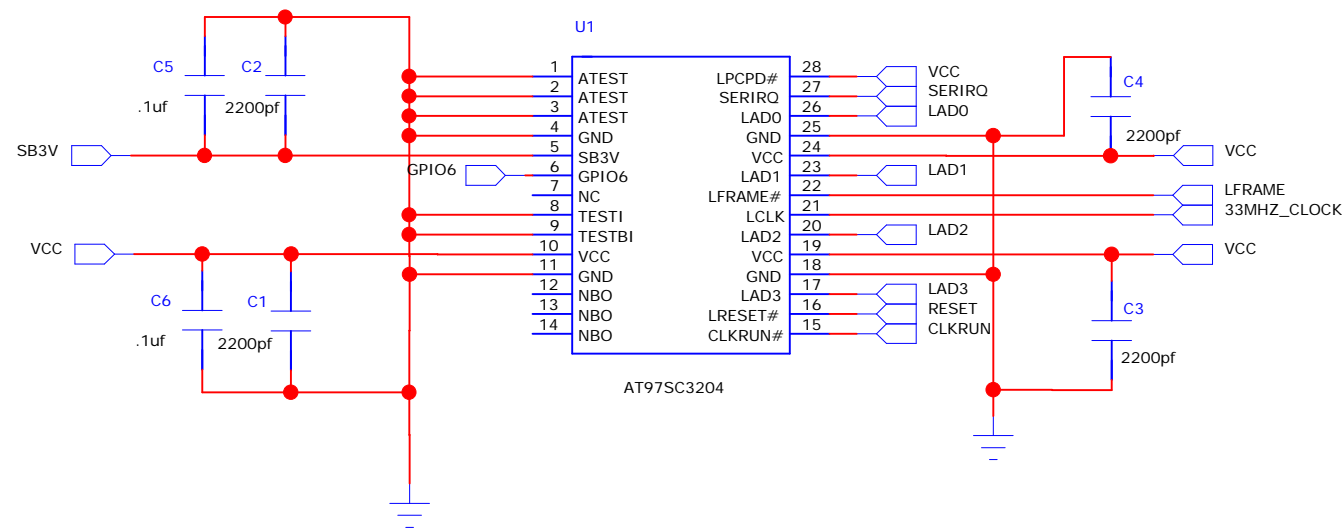 U1
C5
C2
.1uf
2200pf
SB3V
GPIO6
VCC
C6
C1
.1uf
2200pf
1 ATEST
2 ATEST
3 ATEST
4 GND
5 SB3V
6 GPIO6
7 NC
8 TESTI
9 TESTBI
10 VCC
11 GND
12 NBO
13 NBO
14 NBO
LPCPD# 28 VCC
SERIRQ 27 SERIRQ
LAD0 26 LAD0
GND 25
VCC 24 VCC
LAD1 23 LAD1
LFRAME# 22 LFRAME
LCLK 21 33MHZ_CLOCK
LAD2 20 LAD2
VCC 19 VCC
GND 18
LAD3 17 LAD3
LRESET# 16 RESET
CLKRUN# 15 CLKRUN
C4
2200pf
C3
2200pf
AT97SC3204